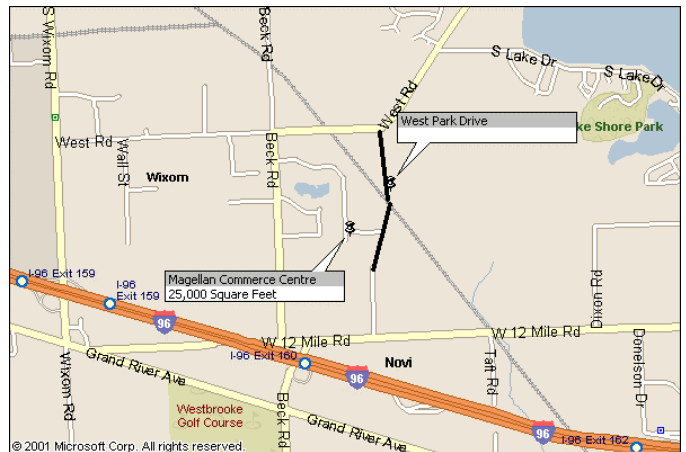 S Wixom Rd
Beck Rd
West Rd
S Lake Dr
S Lake Dr
West Park Drive
ke Shore Park
West Rd
Wall St
Beck Rd
Wixom
Magellan Commerce Centre
25,000 Square Feet
Dixon Rd
I-96 Exit 159
I-96
Exit 159
96
W 12 Mile Rd
W 12 Mile Rd
I-96 Exit 160
Novi
Taft Rd
Donelson Dr
Wixom Rd
Grand River Ave
96
Westbrooke
Golf Course
Beck Rd
Grand River Ave
96
I-96 Exit 162
© 2001 Microsoft Corp. All rights reserved.